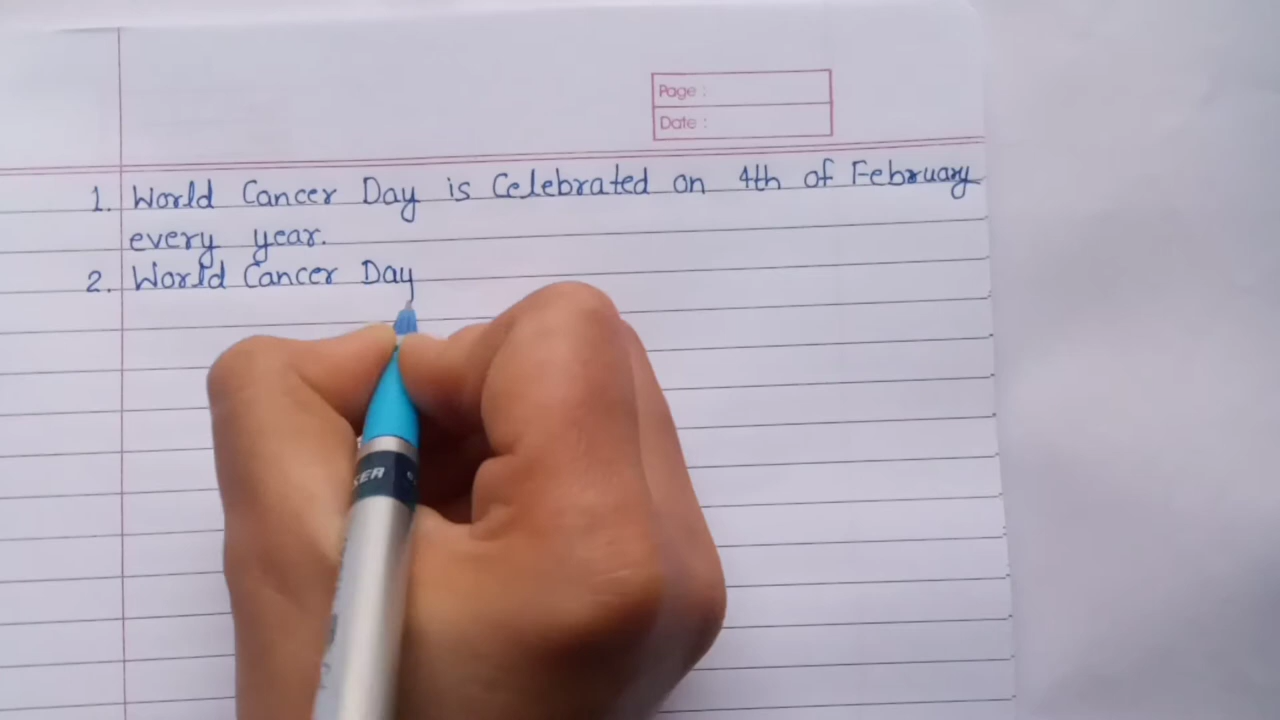 Page :
Date :
1. World Cancer Day is Celebrated on 4th of February
every year.
2. World Cancer Day